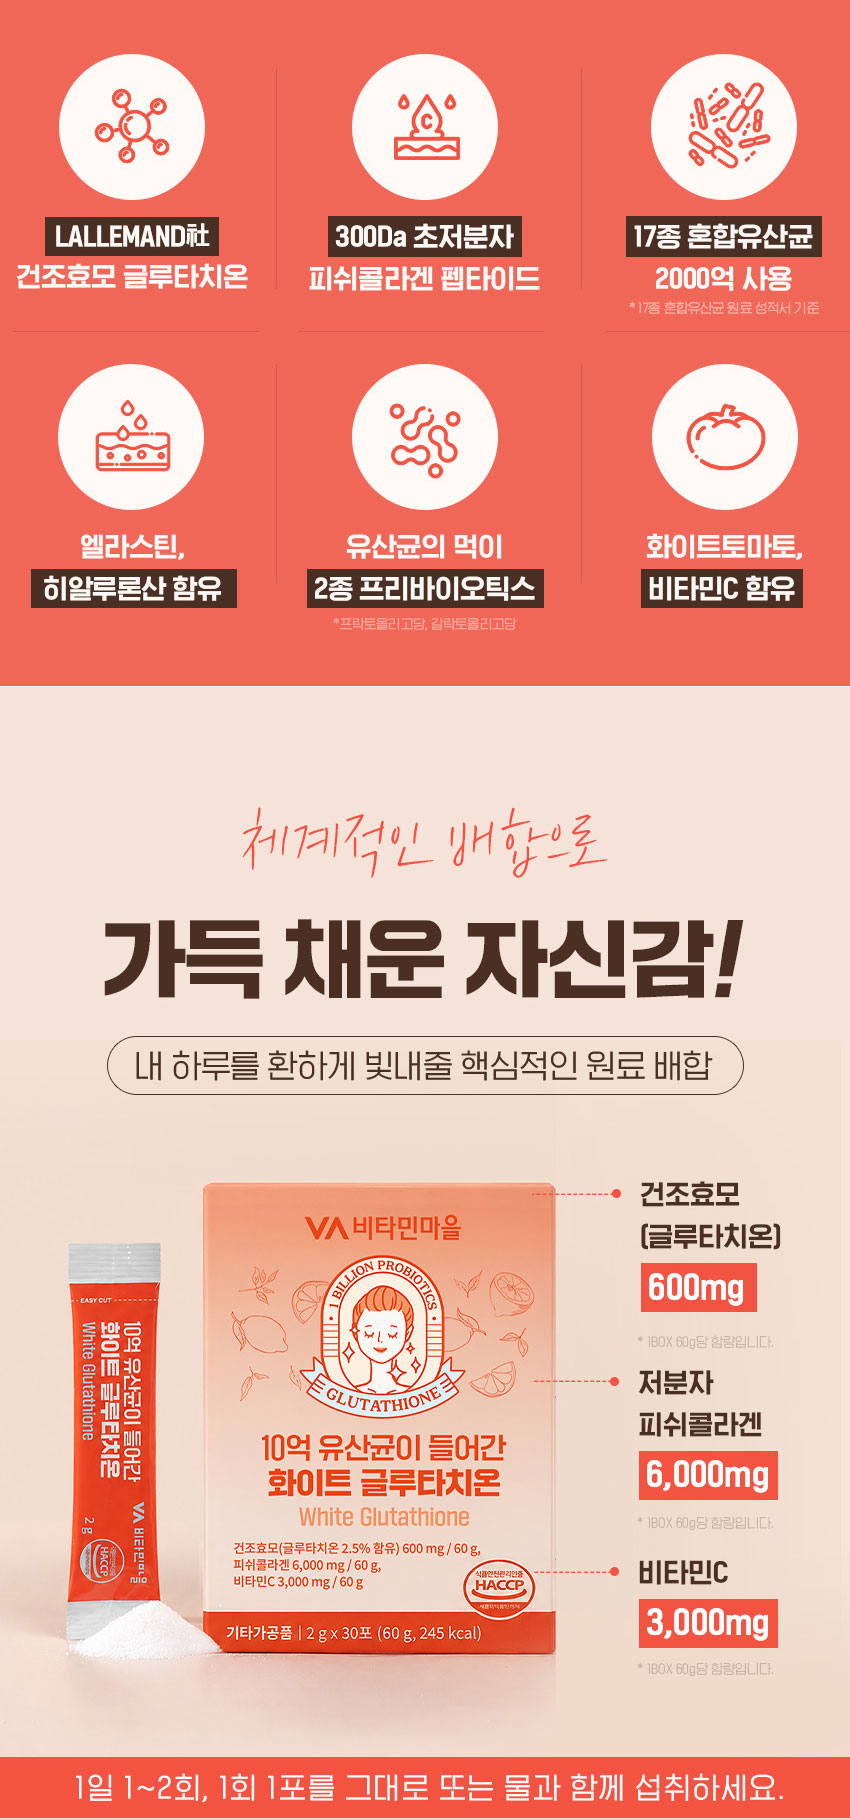 LALLEMAND社
건조효모 글루타치온
300Da 초저분자
피쉬콜라겐 펩타이드
17종 혼합유산균
2000억 사용
*17종 혼합유산균 원료 성적서 기준
엘라스틴,
히알루론산 함유
유산균의 먹이
2종 프리바이오틱스
*프락토올리고당, 갈락토올리고당
화이트토마토,
비타민C 함유
체계적인 배합으로
가득 채운 자신감!
내 하루를 환하게 빛내줄 핵심적인 원료 배합
EASY CUT
10억 유산균이 들어간
화이트 글루타치온
White Glutathione
VA 비타민마을
2 g
HACCP
VA 비타민마을
1 BILLION PROBIOTICS
GLUTATHIONE
10억 유산균이 들어간
화이트 글루타치온
White Glutathione
건조효모(글루타치온 2.5% 함유) 600 mg / 60 g,
피쉬콜라겐 6,000 mg / 60 g,
비타민C 3,000 mg / 60 g
식품안전관리인증
HACCP
식품의약품안전처
기타가공품 | 2 g x 30포 (60 g, 245 kcal)
건조효모
(글루타치온)
600mg
* 1BOX 60g당 함량입니다.
저분자
피쉬콜라겐
6,000mg
* 1BOX 60g당 함량입니다.
비타민C
3,000mg
* 1BOX 60g당 함량입니다.
1일 1~2회, 1회 1포를 그대로 또는 물과 함께 섭취하세요.